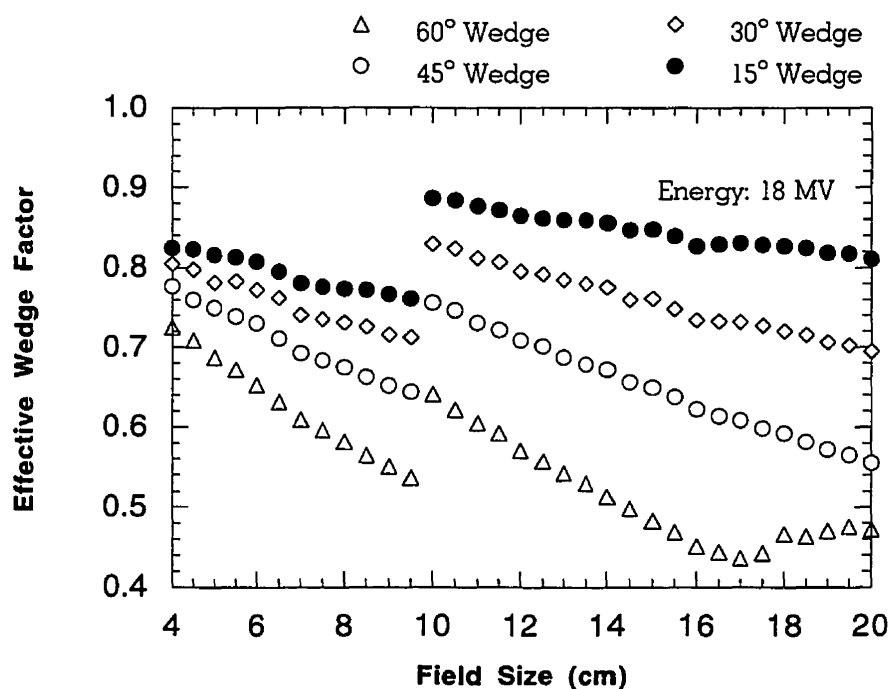 60° Wedge
30° Wedge
45° Wedge
15° Wedge
Energy: 18 MV
Effective Wedge Factor
1.0
0.9
0.8
0.7
0.6
0.5
0.4
4 6 8 10 12 14 16 18 20
Field Size (cm)